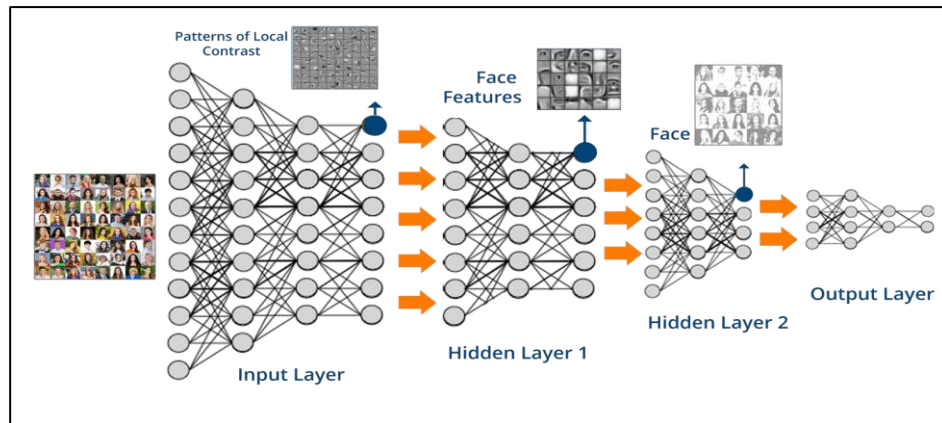 Patterns of Local
Contrast
Face
Features
Face
Input Layer
Hidden Layer 1
Hidden Layer 2
Output Layer